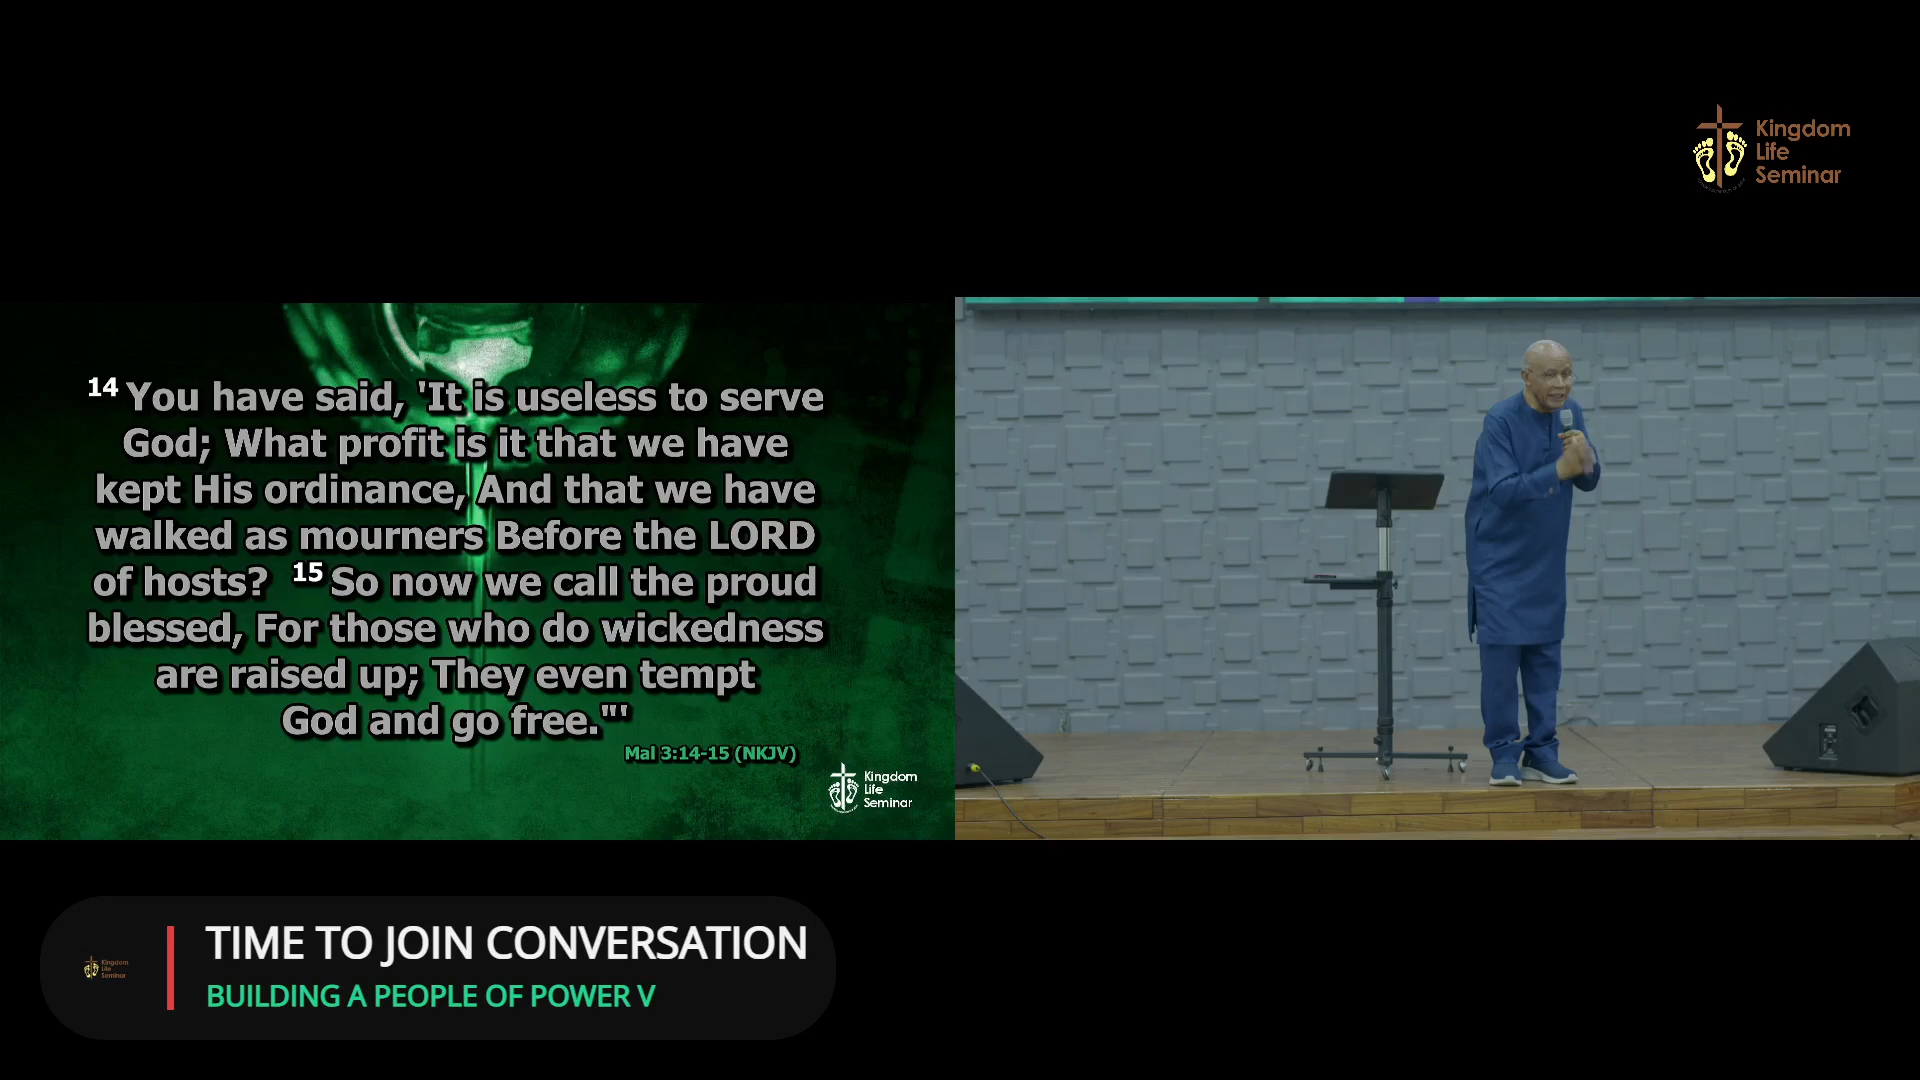 Kingdom
Life
Seminar
14 You have said, 'It is useless to serve
God; What profit is it that we have
kept His ordinance, And that we have
walked as mourners Before the LORD
of hosts? 15 So now we call the proud
blessed, For those who do wickedness
are raised up; They even tempt
God and go free."'
Mal 3:14-15 (NKJV)
Kingdom
Life
Seminar
Kingdom
Life
Seminar
TIME TO JOIN CONVERSATION
BUILDING A PEOPLE OF POWER V